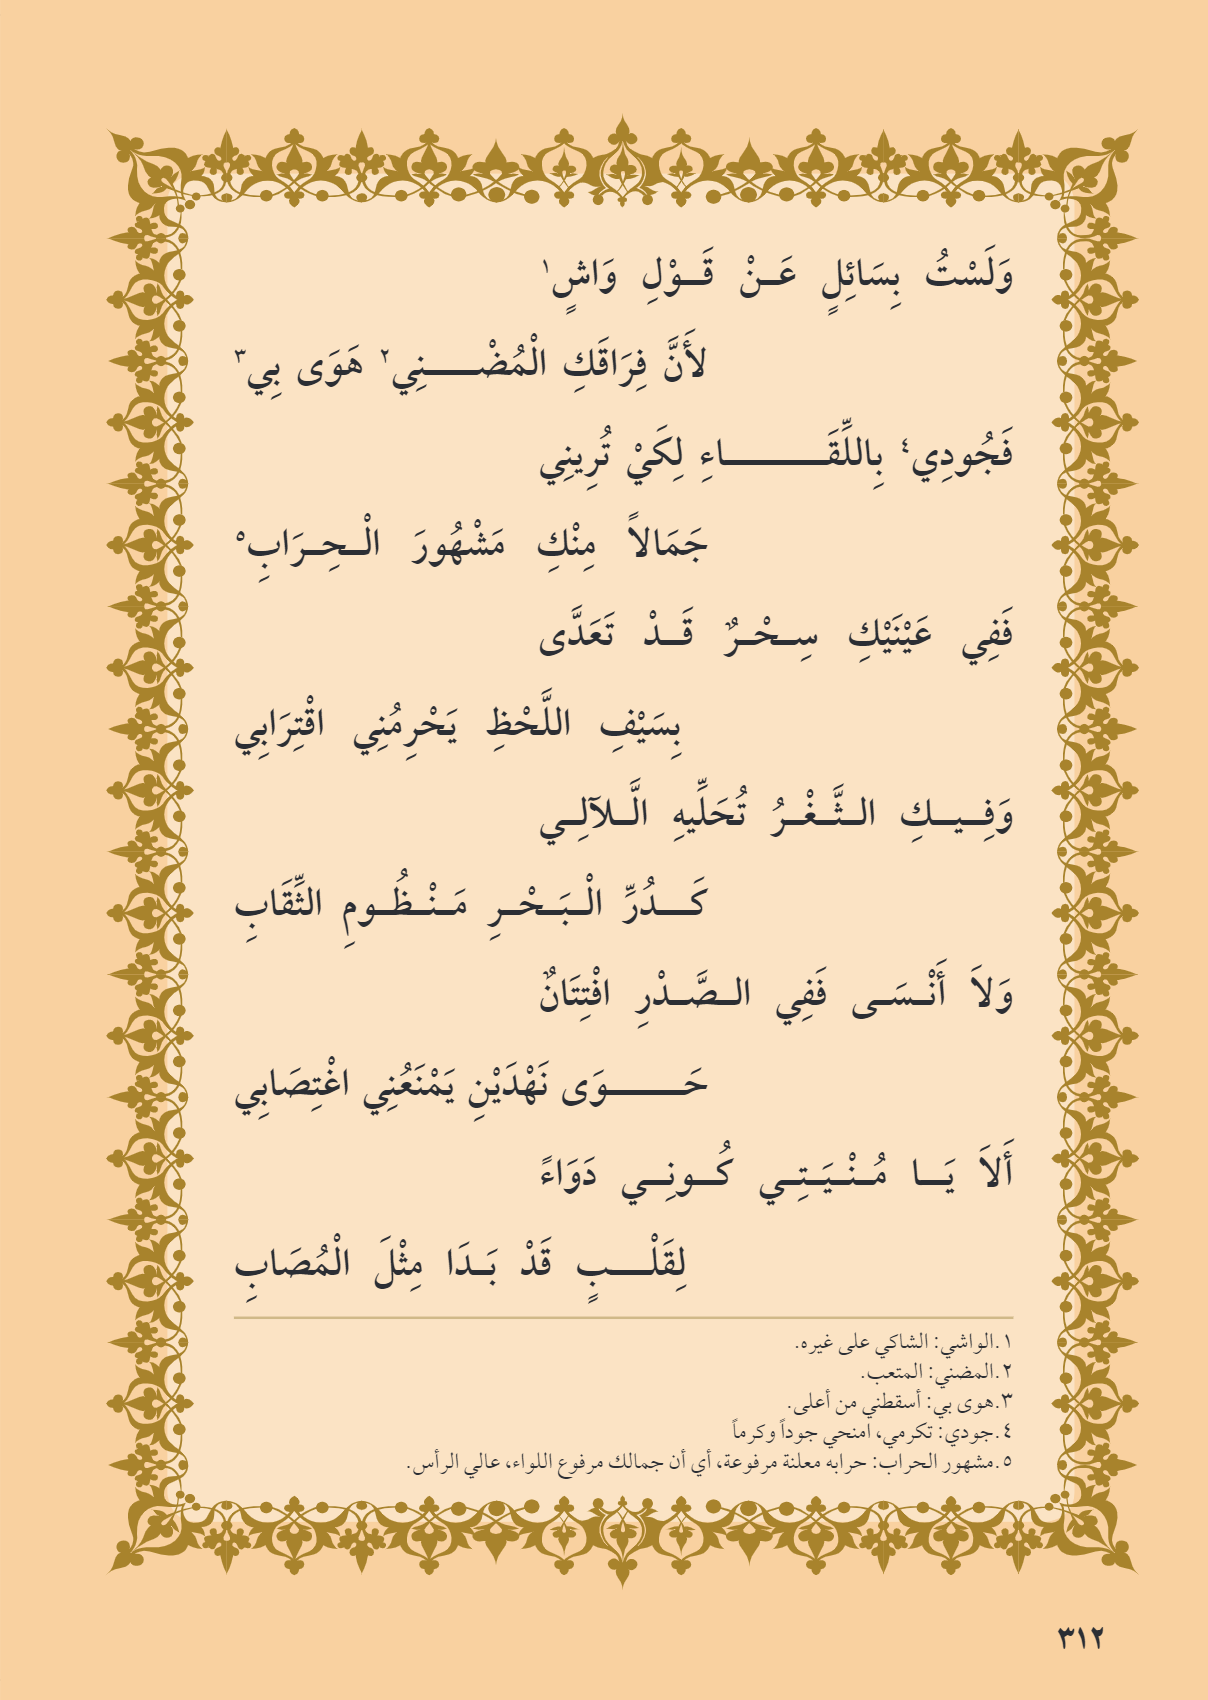 وَلَسْتُ بِسَائِلٍ عَنْ قَوْلِ وَاشٍ١
لأَنَّ فِرَاقَكِ الْمُضْنِي٢ هَوَى بِي٣
فَجُودِي٤ بِاللِّقَاءِ لِكَيْ تُرِينِي
جَمَالاً مِنْكِ مَشْهُورَ الْحِرَابِ٥
فَفِي عَيْنَيْكِ سِحْرٌ قَدْ تَعَدَّى
بِسَيْفِ اللَّحْظِ يَحْرِمُنِي اقْتِرَابِي
وَفِيكِ الثَّغْرُ تُحَلِّيهِ الَّلآلِي
كَدُرِّ الْبَحْرِ مَنْظُومِ الثِّقَابِ
وَلاَ أَنْسَى فَفِي الصَّدْرِ افْتِتَانٌ
حَوَى نَهْدَيْنِ يَمْنَعُنِي اغْتِصَابِي
أَلاَ يَا مُنْيَتِي كُونِي دَوَاءً
لِقَلْبٍ قَدْ بَدَا مِثْلَ الْمُصَابِ
١.الواشي: الشاكي على غيره.
٢.المضني: المتعب.
٣.هوى بي: أسقطني من أعلى.
٤.جودي: تكرمي، امنحي جوداً وكرماً
٥.مشهور الحراب: حرابه معلنة مرفوعة، أي أن جمالك مرفوع اللواء، عالي الرأس.
٣١٢